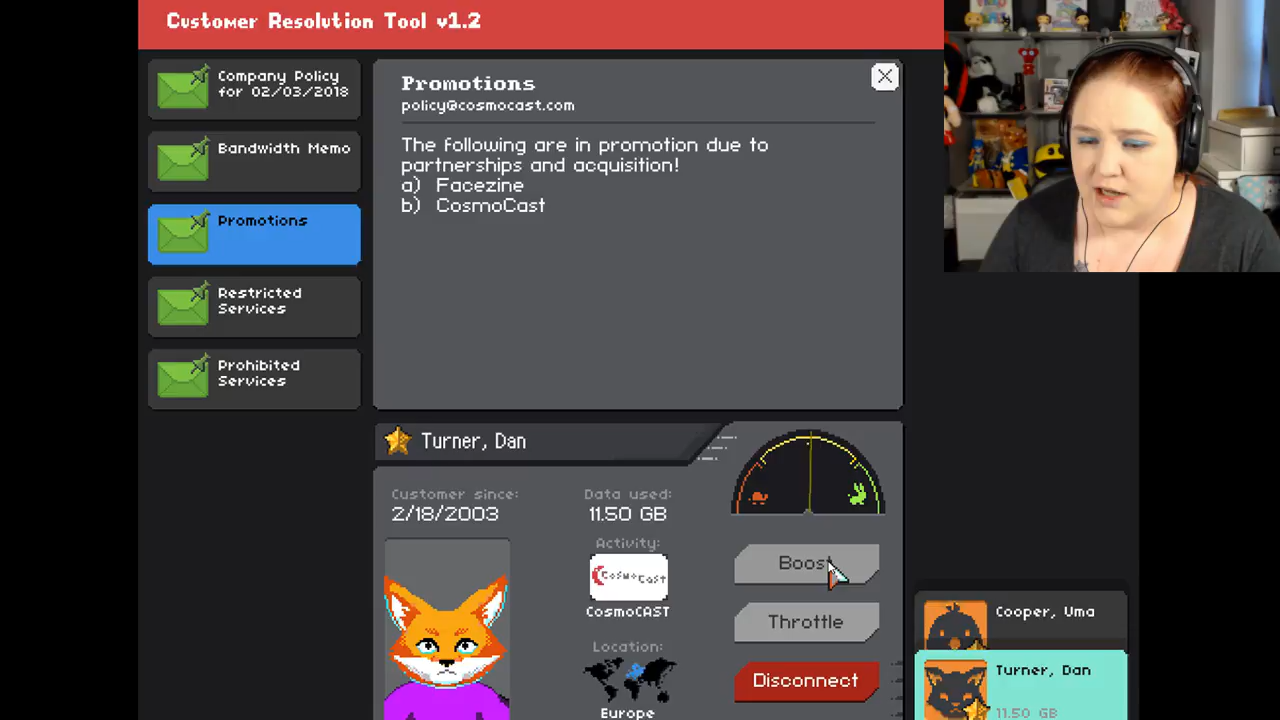 Customer Resolution Tool v1.2
Company Policy
for 02/03/2018
Bandwidth Memo
Promotions
Restricted
Services
Prohibited
Services
Promotions
policy@cosmocast.com
The following are in promotion due to
partnerships and acquisition!
a) Facezine
b) CosmoCast
Turner, Dan
Customer since:
2/18/2003
Data used:
11.50 GB
Activity:
CosmoCast
CosmoCAST
Location:
Europe
Boost
Throttle
Disconnect
Cooper, Uma
Turner, Dan
11.50 GB